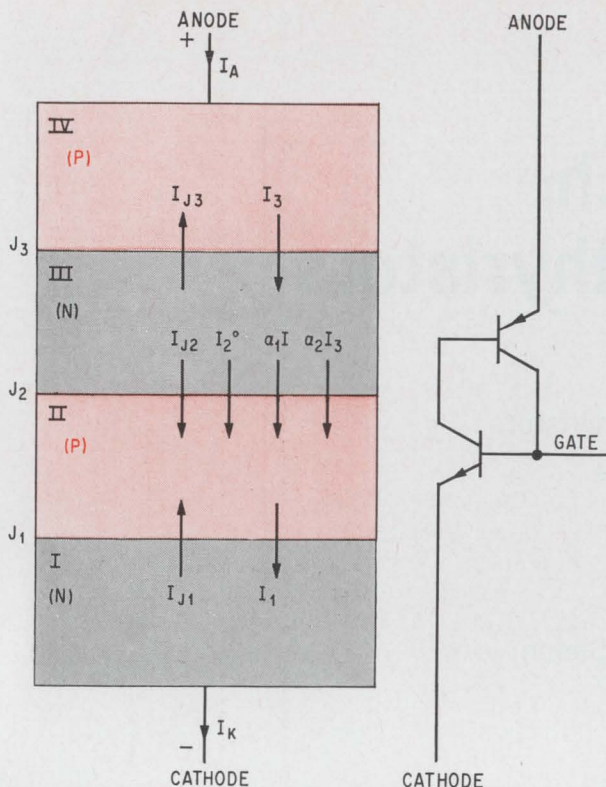 ANODE
+
I_A
IV
(P)
I_J3
I_3
J_3
III
(N)
I_J2 I_2° α_1I α_2I_3
J_2
II
(P)
J_1
I
(N)
I_J1
I_1
I_K
−
CATHODE
ANODE
GATE
CATHODE